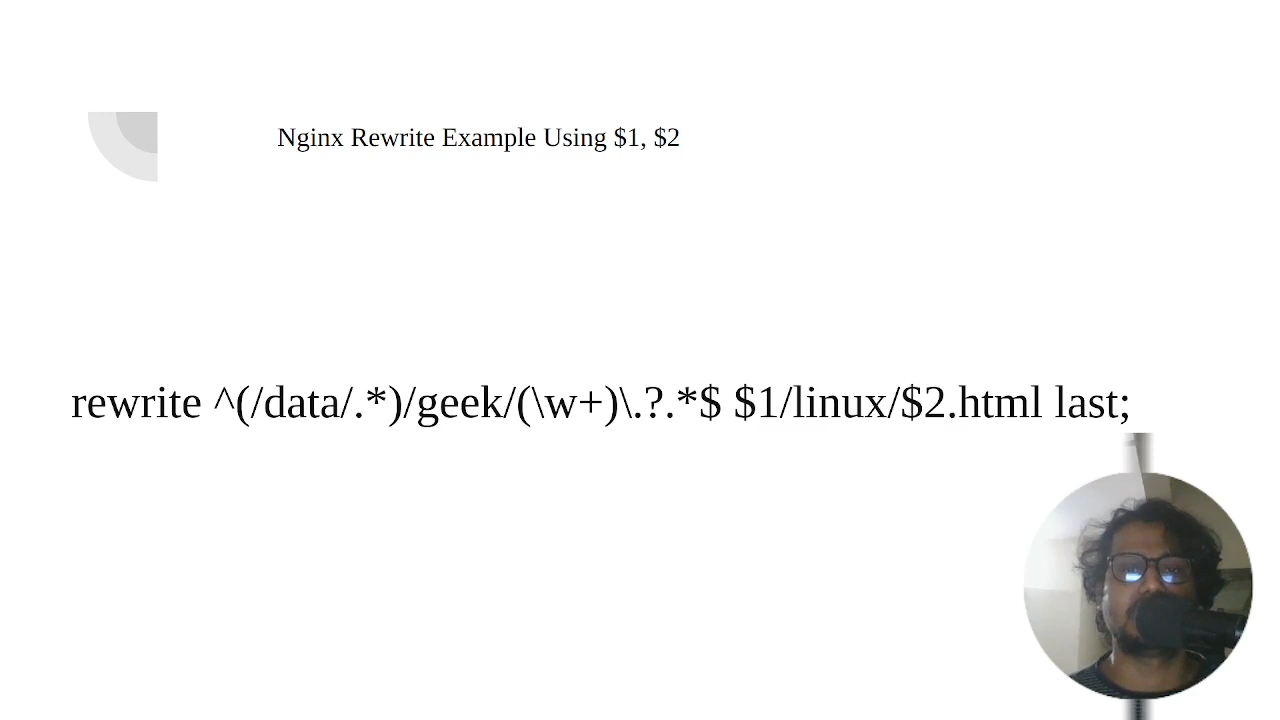 Nginx Rewrite Example Using $1, $2
rewrite ^(/data/.*)/geek/(\w+)\.?.*$ $1/linux/$2.html last;